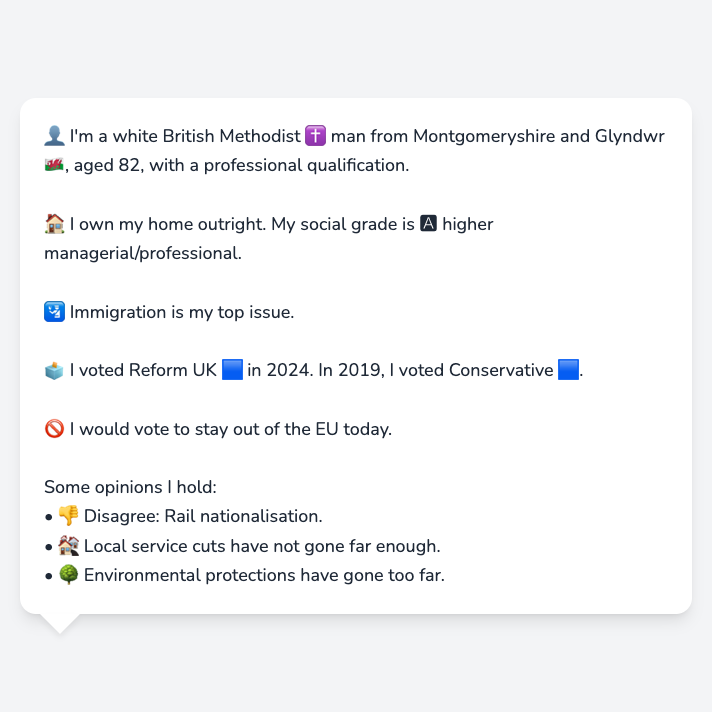 👤 I'm a white British Methodist ✝️ man from Montgomeryshire and Glyndwr
🏴󠁧󠁢󠁷󠁬󠁳󠁿, aged 82, with a professional qualification.
🏠 I own my home outright. My social grade is 🅰 higher
managerial/professional.
🛂 Immigration is my top issue.
🗳️ I voted Reform UK 🟦 in 2024. In 2019, I voted Conservative 🟦.
🚫 I would vote to stay out of the EU today.
Some opinions I hold:
• 👎 Disagree: Rail nationalisation.
• 🏚️ Local service cuts have not gone far enough.
• 🌳 Environmental protections have gone too far.